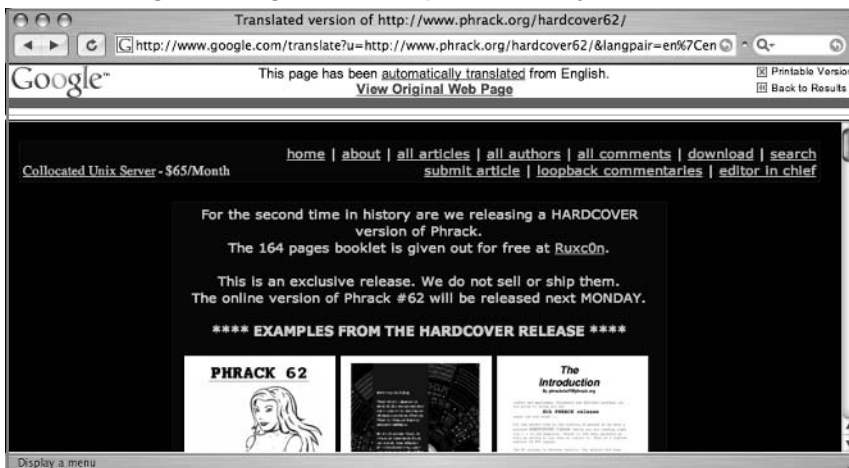 Translated version of http://www.phrack.org/hardcover62/
G http://www.google.com/translate?u=http://www.phrack.org/hardcover62/&langpair=en%7Cen
Q
Google™
This page has been automatically translated from English.
View Original Web Page
Printable Versio
Back to Results
home | about | all articles | all authors | all comments | download | search
Collocated Unix Server - $65/Month
submit article | loopback commentaries | editor in chief
For the second time in history are we releasing a HARDCOVER
version of Phrack.
The 164 pages booklet is given out for free at Ruxc0n.
This is an exclusive release. We do not sell or ship them.
The online version of Phrack #62 will be released next MONDAY.
**** EXAMPLES FROM THE HARDCOVER RELEASE ****
PHRACK 62
The
Introduction
PHRACK release
Display a menu